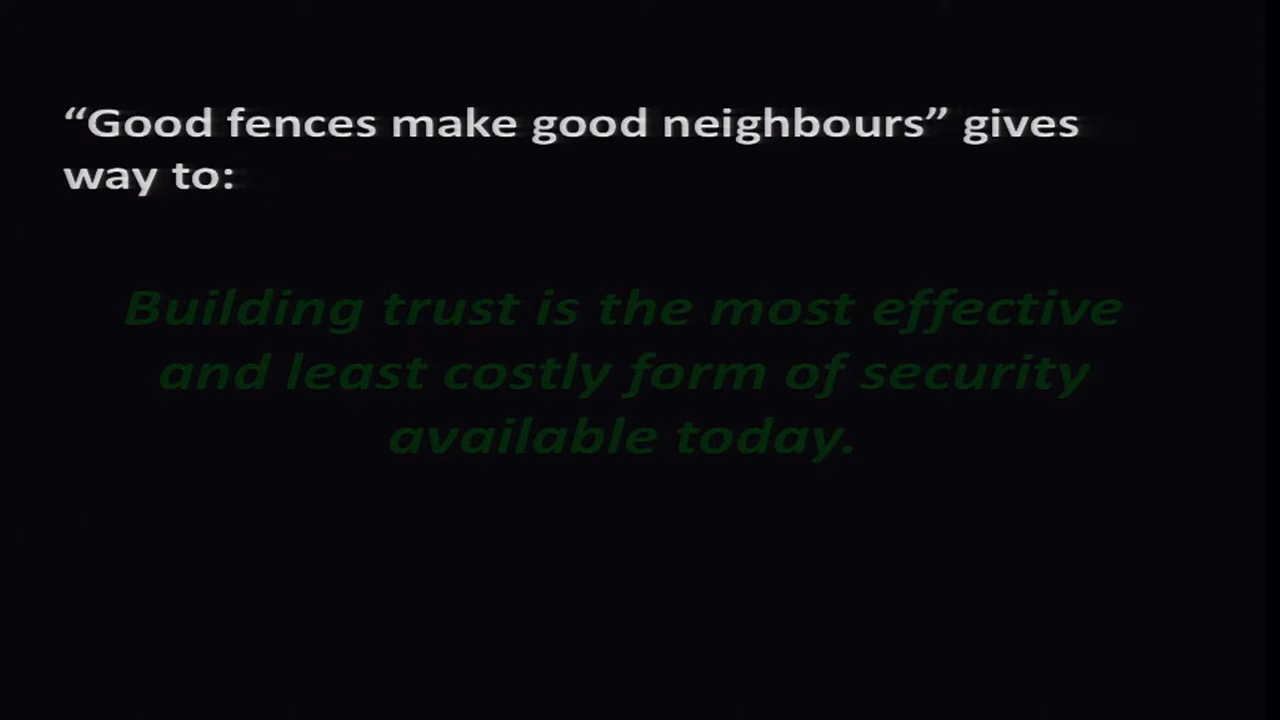 “Good fences make good neighbours” gives
way to:
Building trust is the most effective
and least costly form of security
available today.